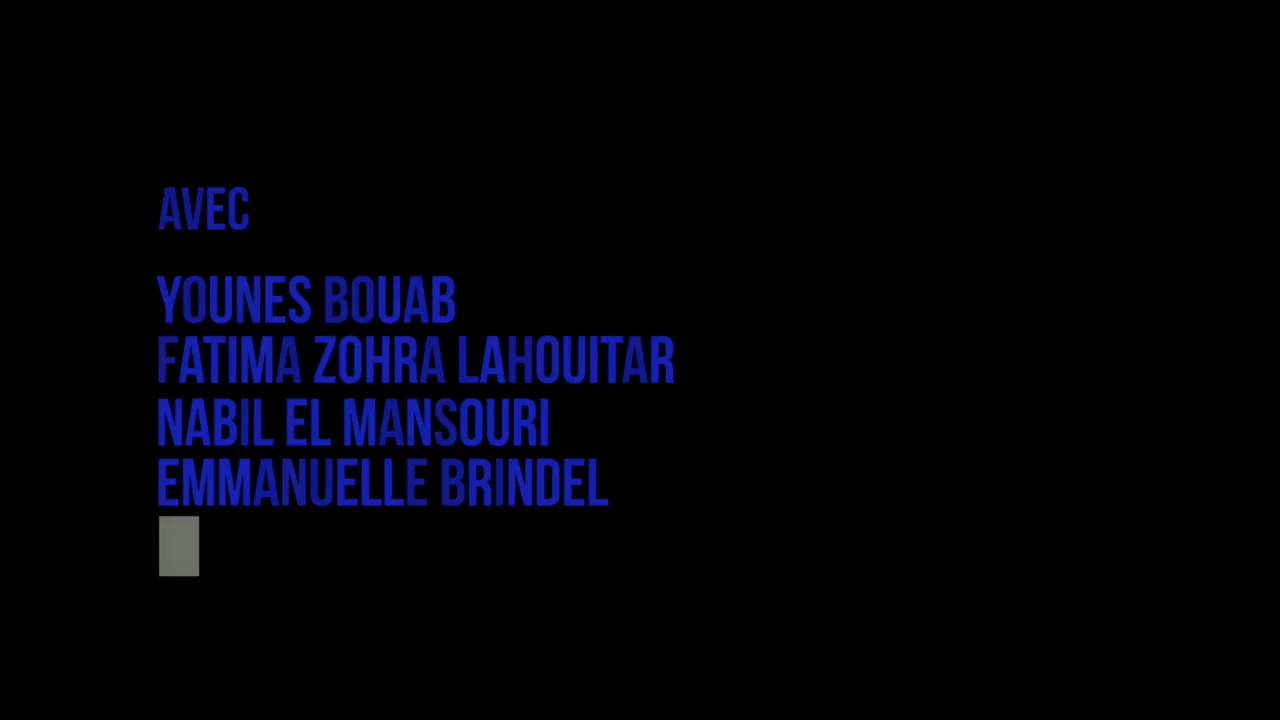 AVEC
YOUNES BOUAB
FATIMA ZOHRA LAHOUITAR
NABIL EL MANSOURI
EMMANUELLE BRINDEL